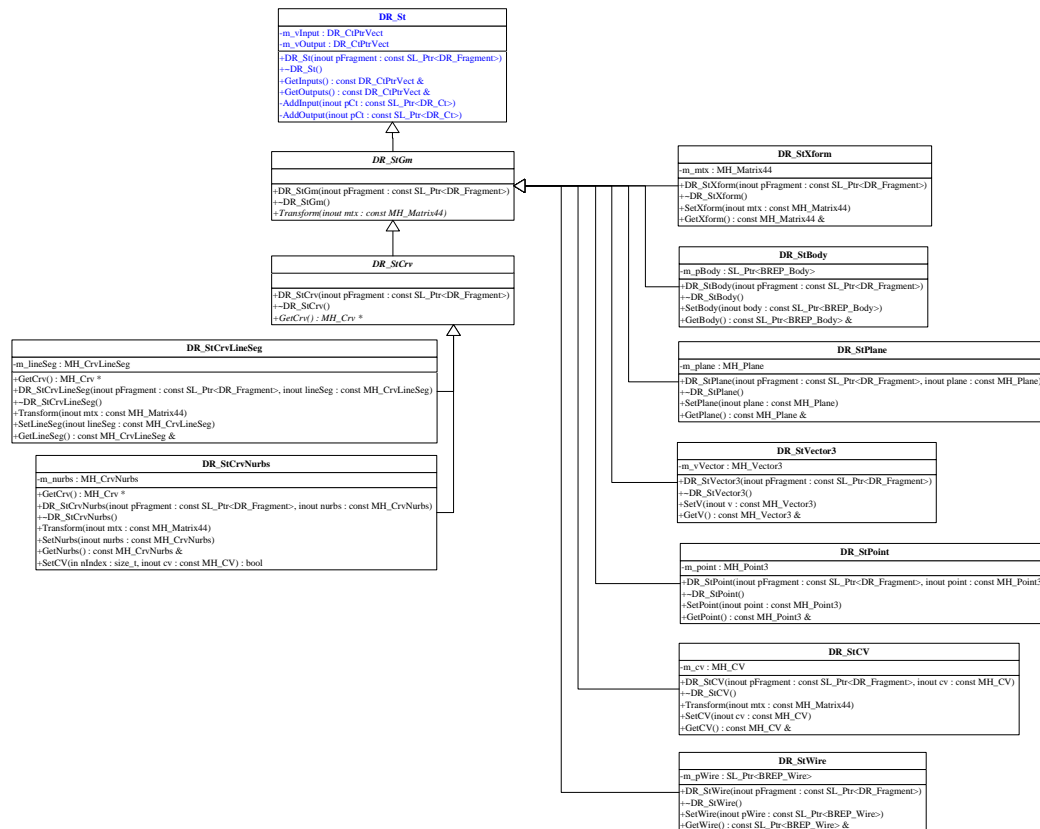 DR_St
-m_vInput : DR_CtPtrVect
-m_vOutput : DR_CtPtrVect
+DR_St(inout pFragment : const SL_Ptr<DR_Fragment>)
+~DR_St()
+GetInputs() : const DR_CtPtrVect &
+GetOutputs() : const DR_CtPtrVect &
-AddInput(inout pCt : const SL_Ptr<DR_Ct>)
-AddOutput(inout pCt : const SL_Ptr<DR_Ct>)
DR_StGm
+DR_StGm(inout pFragment : const SL_Ptr<DR_Fragment>)
+~DR_StGm()
+Transform(inout mtx : const MH_Matrix44)
DR_StCrv
+DR_StCrv(inout pFragment : const SL_Ptr<DR_Fragment>)
+~DR_StCrv()
+GetCrv() : MH_Crv *
DR_StCrvLineSeg
-m_lineSeg : MH_CrvLineSeg
+GetCrv() : MH_Crv *
+DR_StCrvLineSeg(inout pFragment : const SL_Ptr<DR_Fragment>, inout lineSeg : const MH_CrvLineSeg)
+~DR_StCrvLineSeg()
+Transform(inout mtx : const MH_Matrix44)
+SetLineSeg(inout lineSeg : const MH_CrvLineSeg)
+GetLineSeg() : const MH_CrvLineSeg &
DR_StCrvNurbs
-m_nurbs : MH_CrvNurbs
+GetCrv() : MH_Crv *
+DR_StCrvNurbs(inout pFragment : const SL_Ptr<DR_Fragment>, inout nurbs : const MH_CrvNurbs)
+~DR_StCrvNurbs()
+Transform(inout mtx : const MH_Matrix44)
+SetNurbs(inout nurbs : const MH_CrvNurbs)
+GetNurbs() : const MH_CrvNurbs &
+SetCV(in nIndex : size_t, inout cv : const MH_CV) : bool
DR_StXform
-m_mtx : MH_Matrix44
+DR_StXform(inout pFragment : const SL_Ptr<DR_Fragment>)
+~DR_StXform()
+SetXform(inout mtx : const MH_Matrix44)
+GetXform() : const MH_Matrix44 &
DR_StBody
-m_pBody : SL_Ptr<BREP_Body>
+DR_StBody(inout pFragment : const SL_Ptr<DR_Fragment>)
+~DR_StBody()
+SetBody(inout body : const SL_Ptr<BREP_Body>)
+GetBody() : const SL_Ptr<BREP_Body> &
DR_StPlane
-m_plane : MH_Plane
+DR_StPlane(inout pFragment : const SL_Ptr<DR_Fragment>, inout plane : const MH_Plane)
+~DR_StPlane()
+SetPlane(inout plane : const MH_Plane)
+GetPlane() : const MH_Plane &
DR_StVector3
-m_vVector : MH_Vector3
+DR_StVector3(inout pFragment : const SL_Ptr<DR_Fragment>)
+~DR_StVector3()
+SetV(inout v : const MH_Vector3)
+GetV() : const MH_Vector3 &
DR_StPoint
-m_point : MH_Point3
+DR_StPoint(inout pFragment : const SL_Ptr<DR_Fragment>, inout point : const MH_Point3
+~DR_StPoint()
+SetPoint(inout point : const MH_Point3)
+GetPoint() : const MH_Point3 &
DR_StCV
-m_cv : MH_CV
+DR_StCV(inout pFragment : const SL_Ptr<DR_Fragment>, inout cv : const MH_CV)
+~DR_StCV()
+Transform(inout mtx : const MH_Matrix44)
+SetCV(inout cv : const MH_CV)
+GetCV() : const MH_CV &
DR_StWire
-m_pWire : SL_Ptr<BREP_Wire>
+DR_StWire(inout pFragment : const SL_Ptr<DR_Fragment>)
+~DR_StWire()
+SetWire(inout pWire : const SL_Ptr<BREP_Wire>)
+GetWire() : const SL_Ptr<BREP_Wire> &